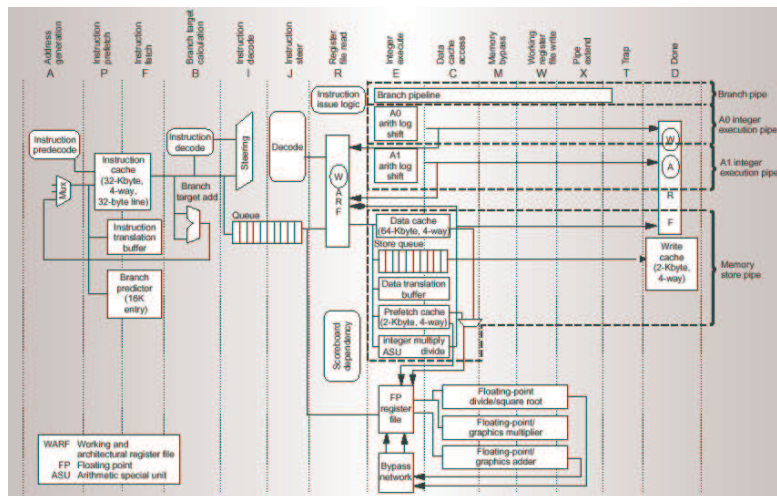 Address generation
A
Instruction prefetch
P
Instruction fetch
F
Branch target calculation
B
Instruction decode
I
Instruction steer
J
Register file read
R
Integer execute
E
Data cache access
C
Memory bypass
M
Working register file write
W
Pipe extend
X
Trap
T
Done
D
Instruction issue logic
Branch pipeline
Branch pipe
A0
arith log
shift
A0 integer
execution pipe
A1
arith log
shift
A1 integer
execution pipe
Instruction
predecode
Mux
Instruction
cache
(32-Kbyte,
4-way,
32-byte line)
Instruction
decode
Steering
Decode
Branch
target add
Queue
Instruction
translation
buffer
Branch
predictor
(16K
entry)
W
A
R
F
W
A
R
F
Data cache
(64-Kbyte, 4-way)
Store queue
Data translation
buffer
Prefetch cache
(2-Kbyte, 4-way)
integer multiply
ASU divide
Write
cache
(2-Kbyte,
4-way)
Memory
store pipe
Scoreboard
dependency
FP
register
file
Bypass
network
Floating-point
divide/square root
Floating-point/
graphics multiplier
Floating-point/
graphics adder
WARF Working and
architectural register file
FP Floating point
ASU Arithmetic special unit